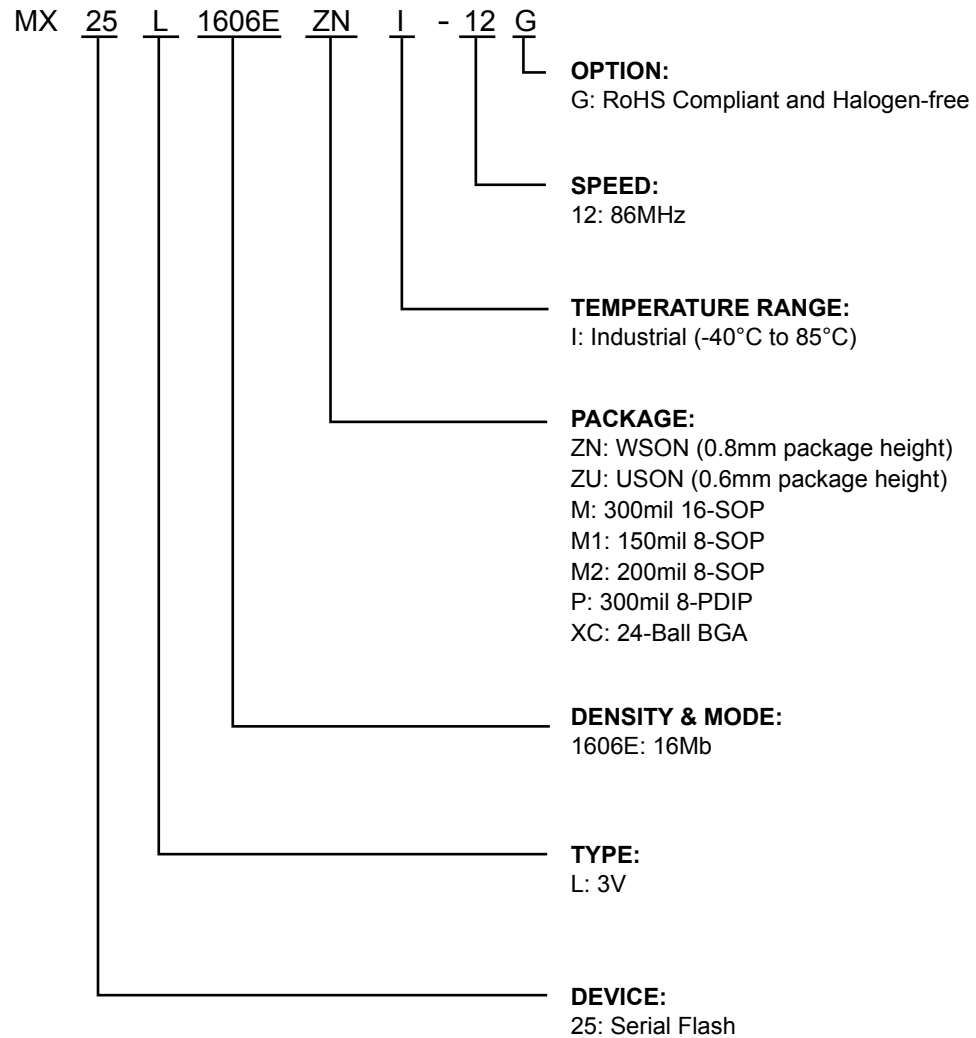 MX 25 L 1606E ZN I - 12 G
OPTION:
G: RoHS Compliant and Halogen-free
SPEED:
12: 86MHz
TEMPERATURE RANGE:
I: Industrial (-40°C to 85°C)
PACKAGE:
ZN: WSON (0.8mm package height)
ZU: USON (0.6mm package height)
M: 300mil 16-SOP
M1: 150mil 8-SOP
M2: 200mil 8-SOP
P: 300mil 8-PDIP
XC: 24-Ball BGA
DENSITY & MODE:
1606E: 16Mb
TYPE:
L: 3V
DEVICE:
25: Serial Flash